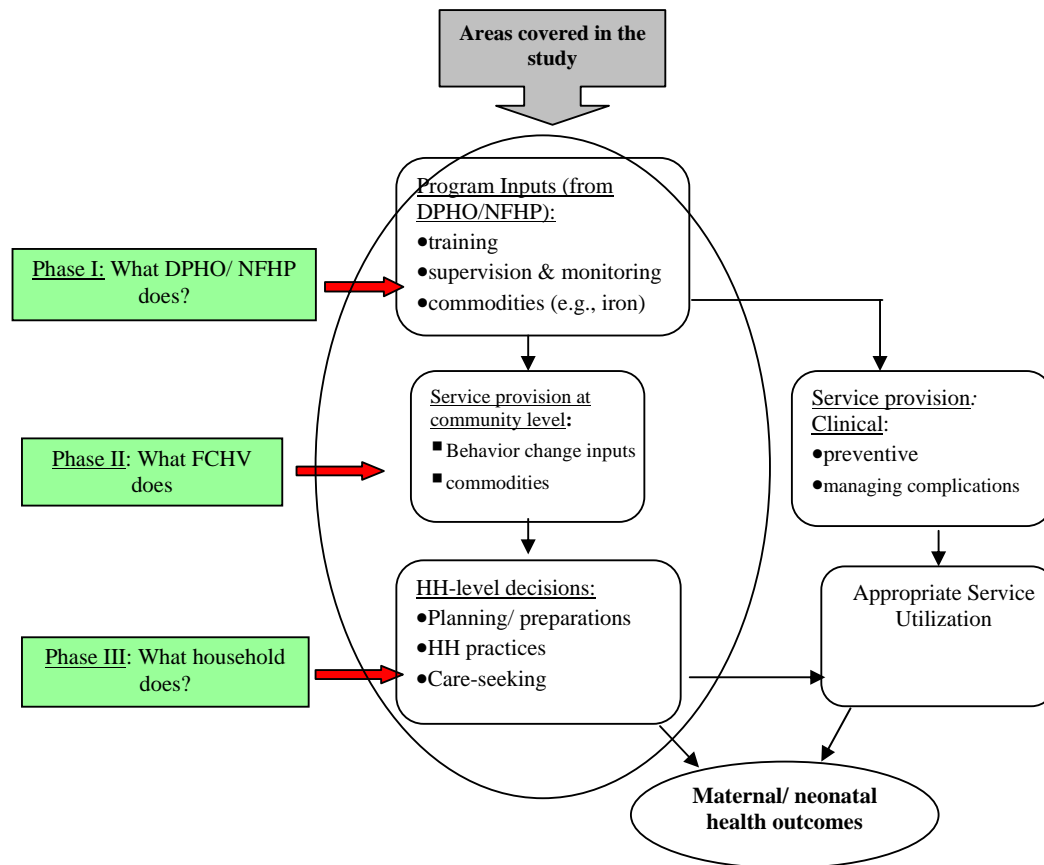 Areas covered in the
study
Program Inputs (from
DPHO/NFHP):
●training
●supervision & monitoring
●commodities (e.g., iron)
Phase I: What DPHO/ NFHP
does?
Service provision at
community level:
■ Behavior change inputs
■ commodities
Service provision:
Clinical:
●preventive
●managing complications
Phase II: What FCHV
does
HH-level decisions:
●Planning/ preparations
●HH practices
●Care-seeking
Appropriate Service
Utilization
Phase III: What household
does?
Maternal/ neonatal
health outcomes